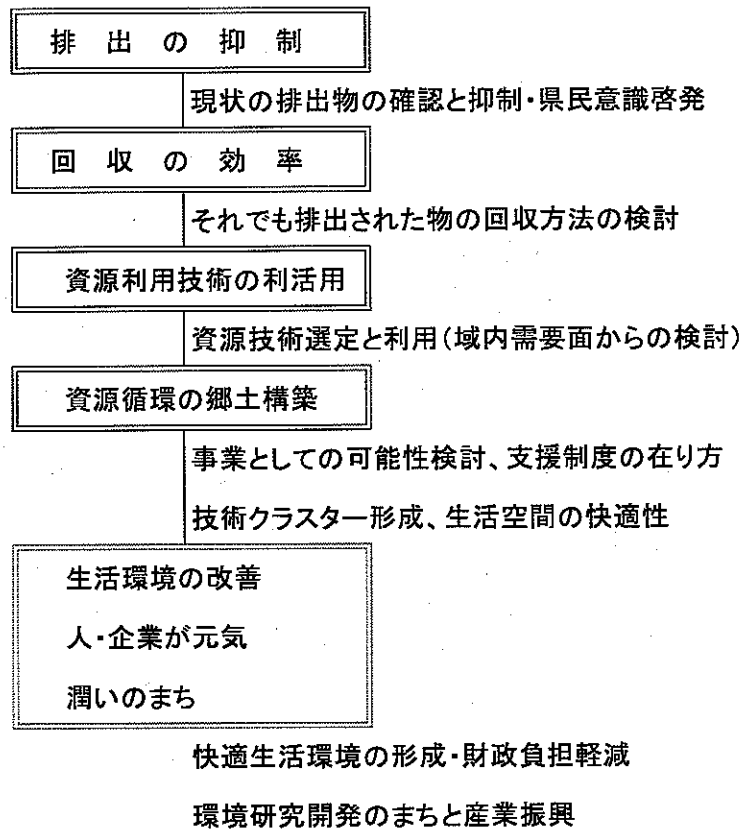 排出の抑制
現状の排出物の確認と抑制・県民意識啓発
回収の効率
それでも排出された物の回収方法の検討
資源利用技術の利活用
資源技術選定と利用(域内需要面からの検討)
資源循環の郷土構築
事業としての可能性検討、支援制度の在り方
技術クラスター形成、生活空間の快適性
生活環境の改善
人・企業が元気
潤いのまち
快適生活環境の形成・財政負担軽減
環境研究開発のまちと産業振興